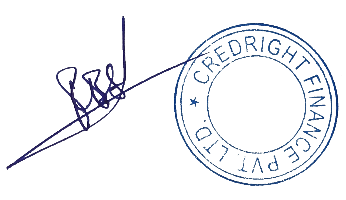 ★ CREDRIGHT FINANCE PVT. LTD.